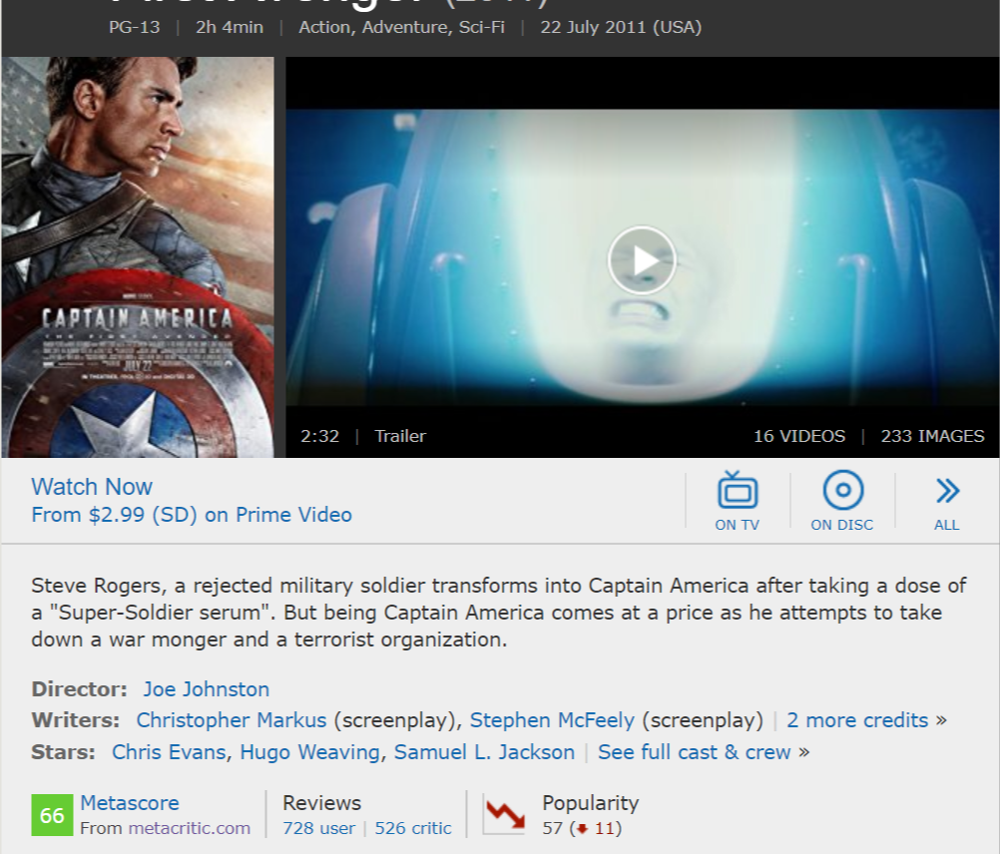 PG-13 | 2h 4min | Action, Adventure, Sci-Fi | 22 July 2011 (USA)
CAPTAIN AMERICA
THE FIRST AVENGER
JULY 22
2:32 | Trailer
16 VIDEOS | 233 IMAGES
Watch Now
From $2.99 (SD) on Prime Video
ON TV
ON DISC
ALL
Steve Rogers, a rejected military soldier transforms into Captain America after taking a dose of
a "Super-Soldier serum". But being Captain America comes at a price as he attempts to take
down a war monger and a terrorist organization.
Director: Joe Johnston
Writers: Christopher Markus (screenplay), Stephen McFeely (screenplay) | 2 more credits »
Stars: Chris Evans, Hugo Weaving, Samuel L. Jackson | See full cast & crew »
66 Metascore
From metacritic.com
Reviews
728 user | 526 critic
Popularity
57 (11)